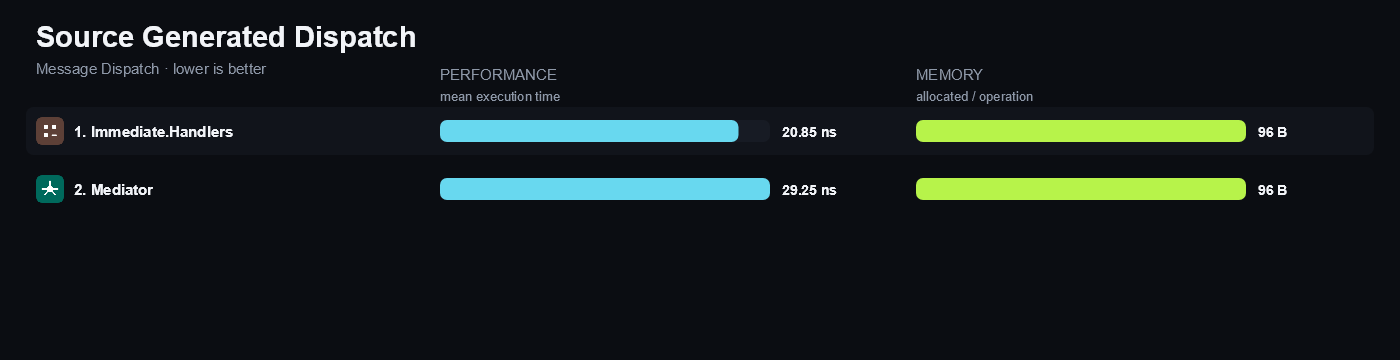 Source Generated Dispatch
Message Dispatch · lower is better
PERFORMANCE
mean execution time
MEMORY
allocated / operation
1. Immediate.Handlers 20.85 ns 96 B
2. Mediator 29.25 ns 96 B